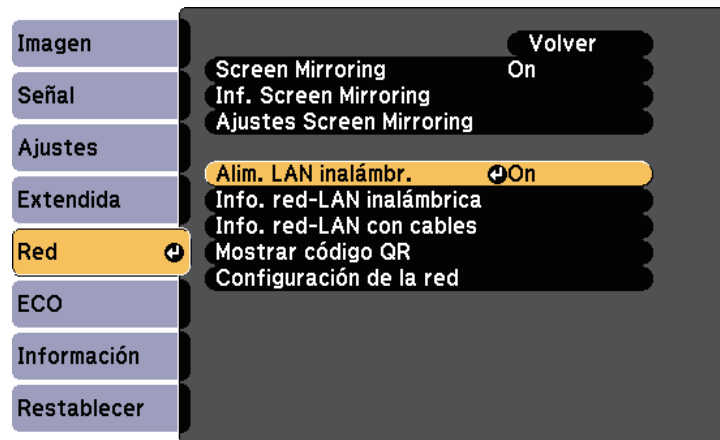 Imagen
Señal
Ajustes
Extendida
Red
ECO
Información
Restablecer
Volver
Screen Mirroring On
Inf. Screen Mirroring
Ajustes Screen Mirroring
Alim. LAN inalámbr. On
Info. red-LAN inalámbrica
Info. red-LAN con cables
Mostrar código QR
Configuración de la red